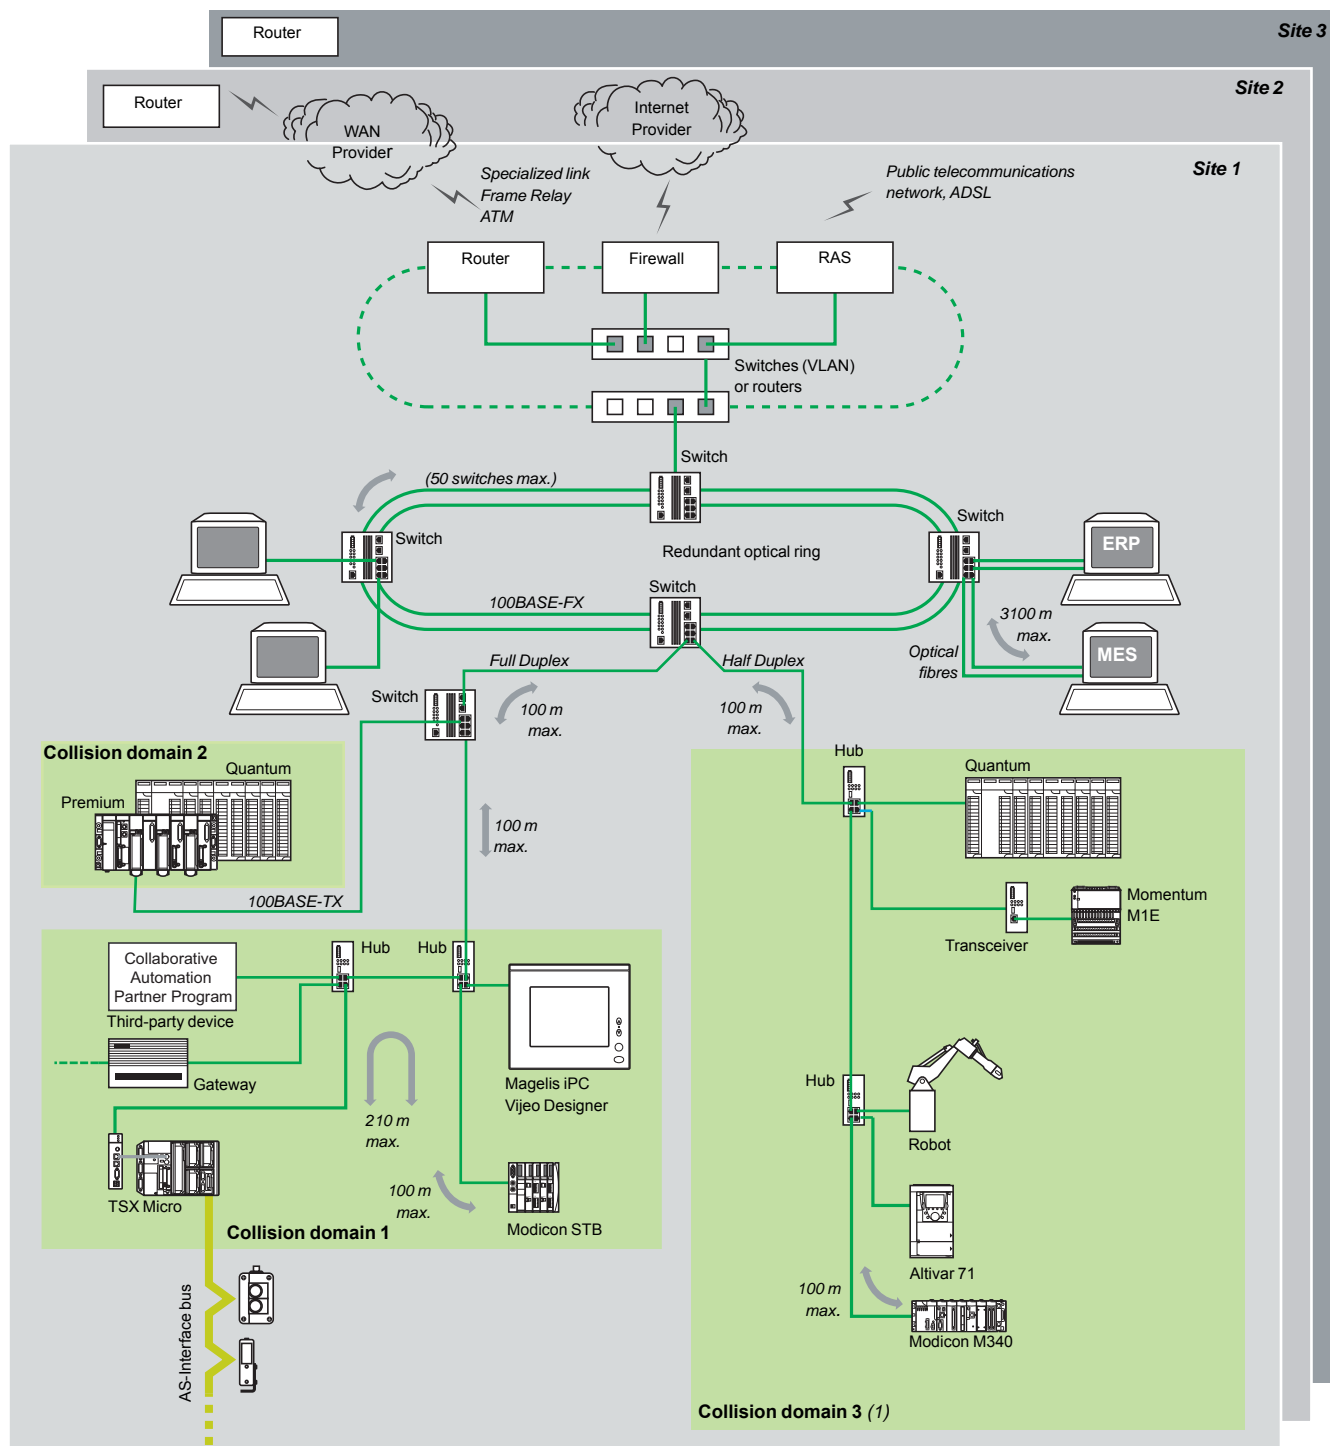 Router
Site 3
Router
Site 2
WAN
Provider
Internet
Provider
Site 1
Specialized link
Frame Relay
ATM
Public telecommunications
network, ADSL
Router
Firewall
RAS
Switches (VLAN)
or routers
Switch
(50 switches max.)
Switch
Switch
Redundant optical ring
ERP
100BASE-FX
Switch
3100 m
max.
MES
Optical
fibres
Full Duplex
Half Duplex
Switch
100 m
max.
100 m
max.
Collision domain 2
Quantum
Premium
100 m
max.
100BASE-TX
Hub
Quantum
Momentum
M1E
Transceiver
Hub
Hub
Collaborative
Automation
Partner Program
Third-party device
Gateway
Magelis iPC
Vijeo Designer
210 m
max.
Hub
Robot
TSX Micro
100 m
max.
Modicon STB
Collision domain 1
Altivar 71
100 m
max.
Modicon M340
AS-Interface bus
Collision domain 3 (1)